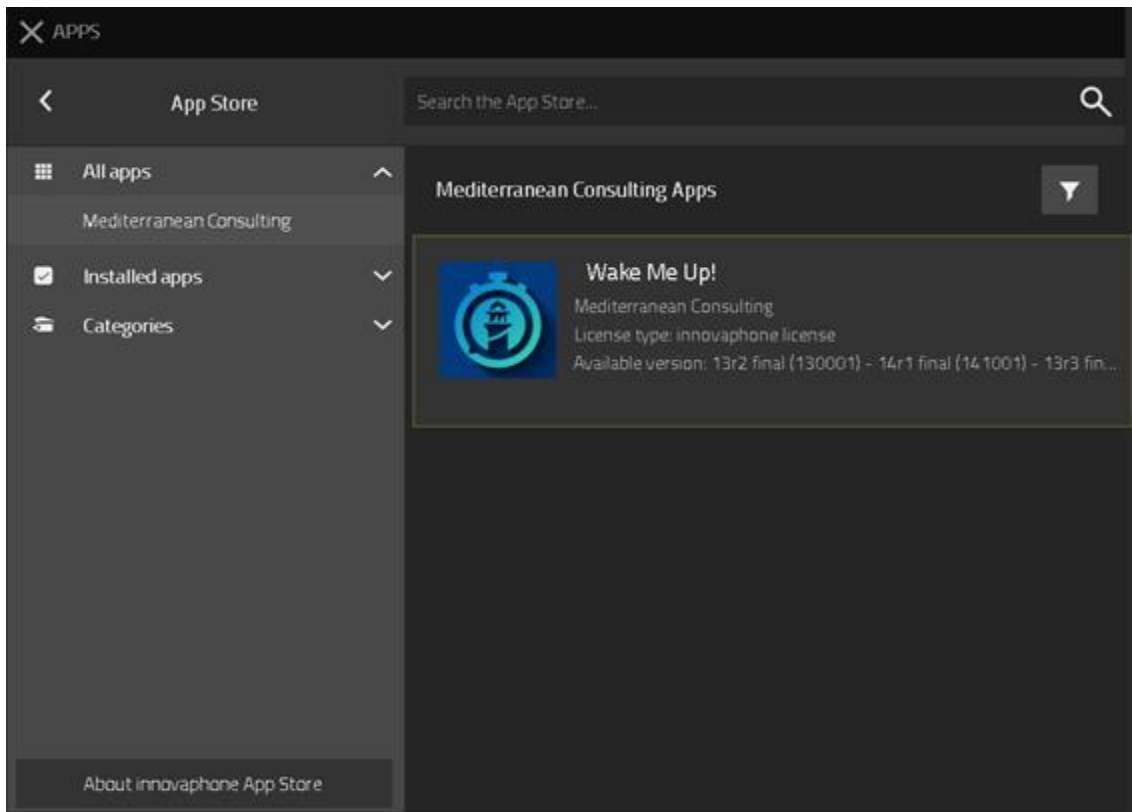 APPS
App Store
Search the App Store...
All apps
Mediterranean Consulting
Installed apps
Categories
About innovaphone App Store
Mediterranean Consulting Apps
Wake Me Up!
Mediterranean Consulting
License type: innovaphone license
Available version: 13r2 final (130001) - 14r1 final (141001) - 13r3 fin...